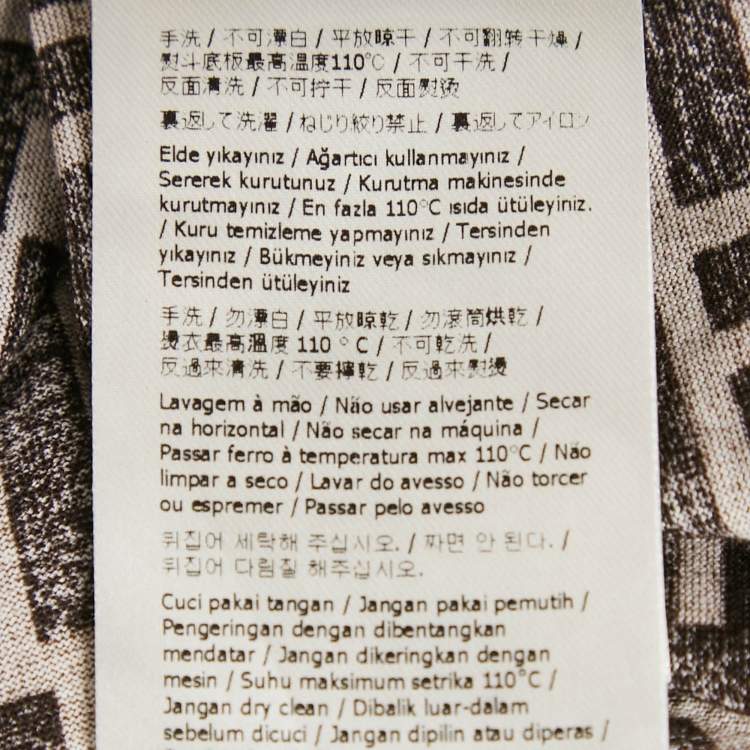 手洗 / 不可漂白 / 平放晾干 / 不可翻转干燥 /
熨斗底板最高温度110°C / 不可干洗 /
反面清洗 / 不可拧干 / 反面熨烫
裏返して洗濯 / ねじり絞り禁止 / 裏返してアイロン
Elde yıkayınız / Ağartıcı kullanmayınız /
Sererek kurutunuz / Kurutma makinesinde
kurutmayınız / En fazla 110°C ısıda ütüleyiniz.
/ Kuru temizleme yapmayınız / Tersinden
yıkayınız / Bükmeyiniz veya sıkmayınız /
Tersinden ütüleyiniz
手洗 / 勿漂白 / 平放晾乾 / 勿滾筒烘乾 /
燙衣最高溫度 110 ° C / 不可乾洗 /
反過來清洗 / 不要擰乾 / 反過來熨燙
Lavagem à mão / Não usar alvejante / Secar
na horizontal / Não secar na máquina /
Passar ferro à temperatura max 110°C / Não
limpar a seco / Lavar do avesso / Não torcer
ou espremer / Passar pelo avesso
뒤집어 세탁해 주십시오. / 짜면 안 된다. /
뒤집어 다림질 해주십시오.
Cuci pakai tangan / Jangan pakai pemutih /
Pengeringan dengan dibentangkan
mendatar / Jangan dikeringkan dengan
mesin / Suhu maksimum setrika 110°C /
Jangan dry clean / Dibalik luar-dalam
sebelum dicuci / Jangan dipilin atau diperas /